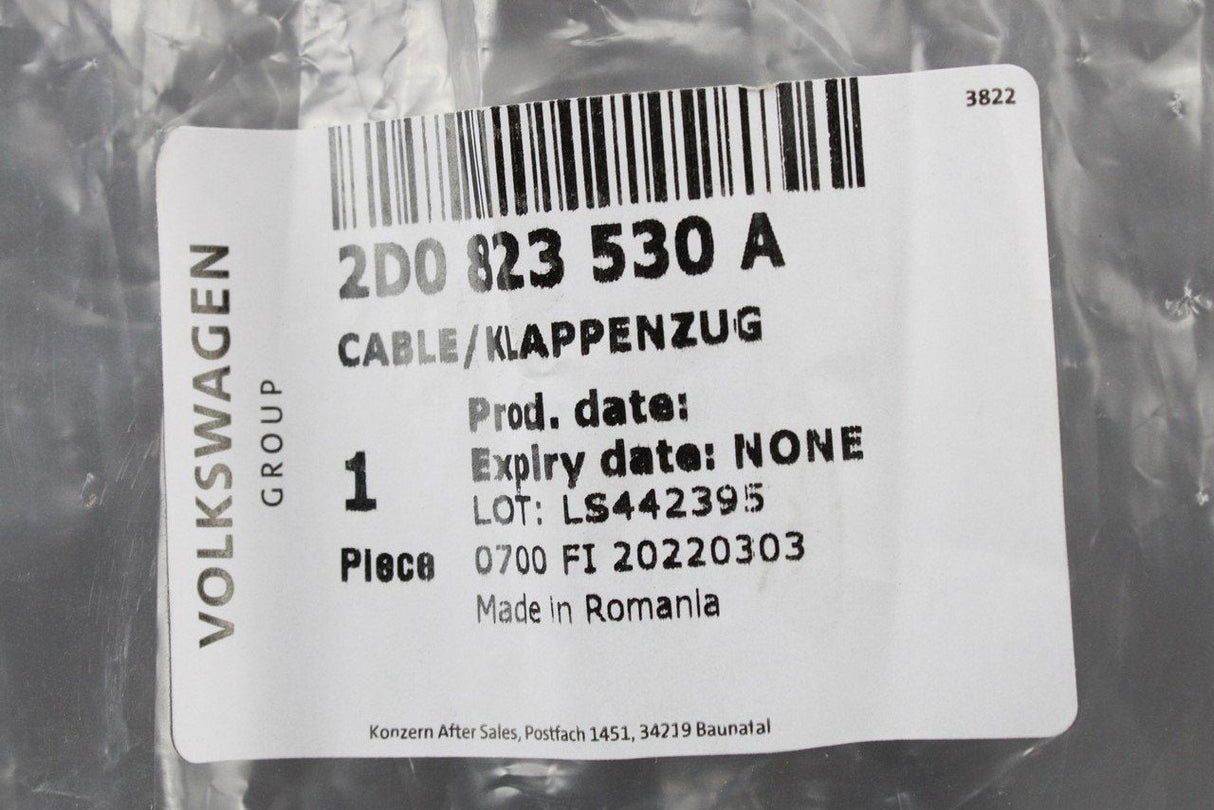 3822
2D0 823 530 A
CABLE/KLAPPENZUG
VOLKSWAGEN
GROUP
1
Piece
Prod. date:
Expiry date: NONE
LOT: LS442395
0700 FI 20220303
Made in Romania
Konzern After Sales, Postfach 1451, 34219 Baunatal